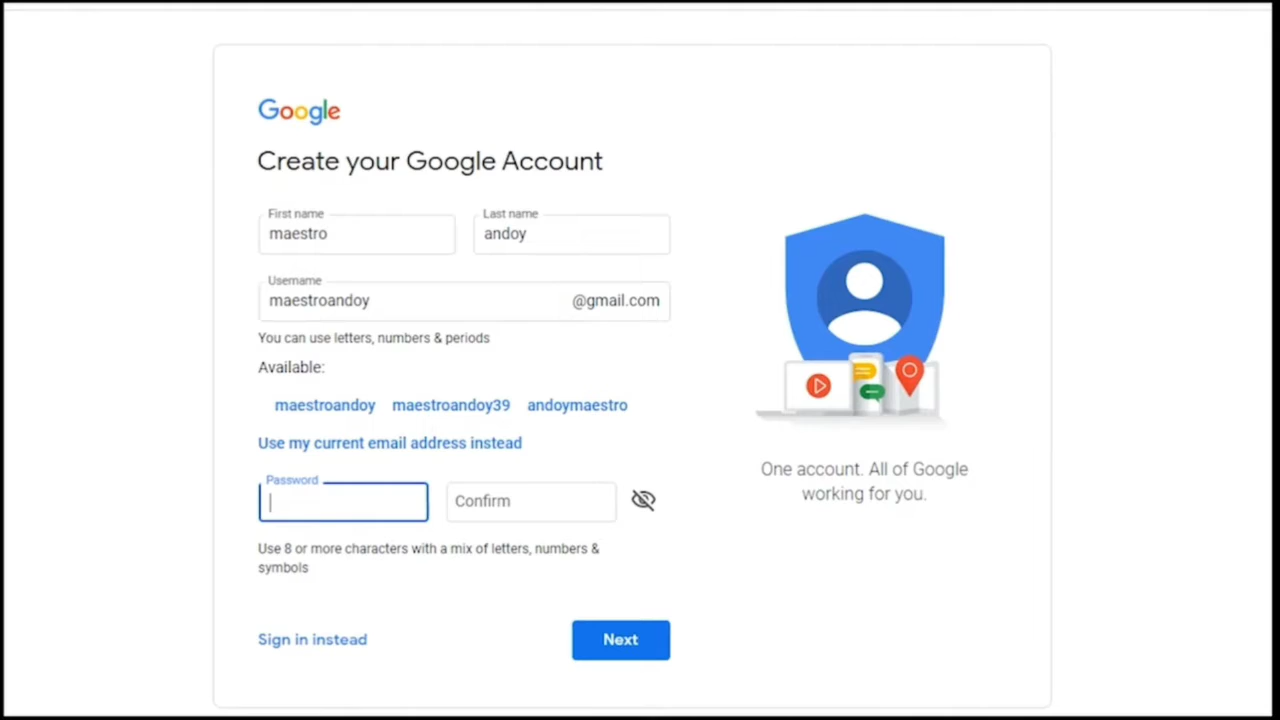 Google
Create your Google Account
First name
Last name
maestro
andoy
Username
maestroandoy
@gmail.com
You can use letters, numbers & periods
Available:
maestroandoy maestroandoy39 andoymaestro
Use my current email address instead
Password
Confirm
Use 8 or more characters with a mix of letters, numbers &
symbols
Sign in instead
Next
One account. All of Google
working for you.